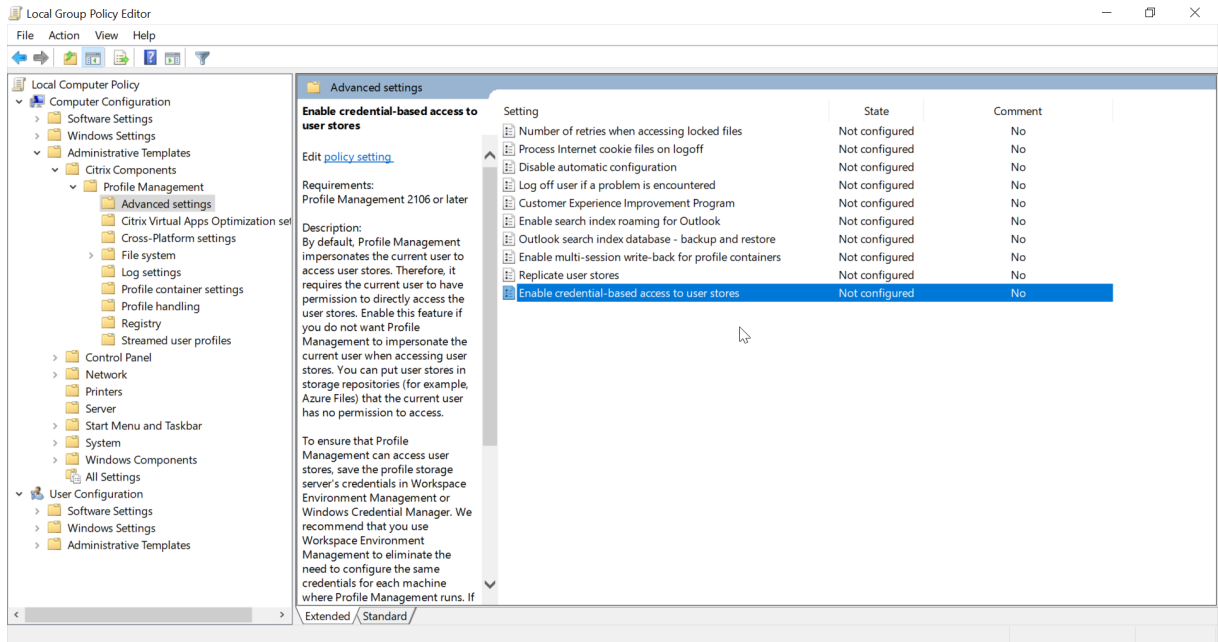 Local Group Policy Editor
File Action View Help
Local Computer Policy
Computer Configuration
Software Settings
Windows Settings
Administrative Templates
Citrix Components
Profile Management
Advanced settings
Citrix Virtual Apps Optimization set
Cross-Platform settings
File system
Log settings
Profile container settings
Profile handling
Registry
Streamed user profiles
Control Panel
Network
Printers
Server
Start Menu and Taskbar
System
Windows Components
All Settings
User Configuration
Software Settings
Windows Settings
Administrative Templates
Advanced settings
Enable credential-based access to
user stores
Edit policy setting
Requirements:
Profile Management 2106 or later
Description:
By default, Profile Management
impersonates the current user to
access user stores. Therefore, it
requires the current user to have
permission to directly access the
user stores. Enable this feature if
you do not want Profile
Management to impersonate the
current user when accessing user
stores. You can put user stores in
storage repositories (for example,
Azure Files) that the current user
has no permission to access.
To ensure that Profile
Management can access user
stores, save the profile storage
server's credentials in Workspace
Environment Management or
Windows Credential Manager. We
recommend that you use
Workspace Environment
Management to eliminate the
need to configure the same
credentials for each machine
where Profile Management runs. If
Setting State Comment
Number of retries when accessing locked files Not configured No
Process Internet cookie files on logoff Not configured No
Disable automatic configuration Not configured No
Log off user if a problem is encountered Not configured No
Customer Experience Improvement Program Not configured No
Enable search index roaming for Outlook Not configured No
Outlook search index database - backup and restore Not configured No
Enable multi-session write-back for profile containers Not configured No
Replicate user stores Not configured No
Enable credential-based access to user stores Not configured No
Extended Standard